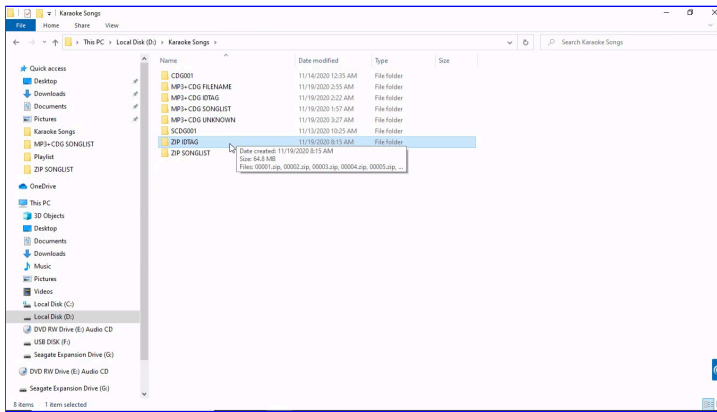 Karaoke Songs
File Home Share View
This PC > Local Disk (D:) > Karaoke Songs >
Search Karaoke Songs
Name Date modified Type Size
Quick access
Desktop
Downloads
Documents
Pictures
Karaoke Songs
MP3+CDG SONGLIST
Playlist
ZIP SONGLIST
OneDrive
This PC
3D Objects
Desktop
Documents
Downloads
Music
Pictures
Videos
Local Disk (C:)
Local Disk (D:)
DVD RW Drive (E:) Audio CD
USB DISK (F:)
Seagate Expansion Drive (G:)
DVD RW Drive (E:) Audio CD
Seagate Expansion Drive (G:)
CDG001 11/14/2020 12:35 AM File folder
MP3+CDG FILENAME 11/19/2020 2:55 AM File folder
MP3+CDG IDTAG 11/19/2020 2:22 AM File folder
MP3+CDG SONGLIST 11/19/2020 1:57 AM File folder
MP3+CDG UNKNOWN 11/19/2020 3:27 AM File folder
SCDG001 11/13/2020 10:25 AM File folder
ZIP IDTAG 11/19/2020 8:15 AM File folder
ZIP SONGLIST
Date created: 11/19/2020 8:15 AM
Size: 64.8 MB
Files: 00001.zip, 00002.zip, 00003.zip, 00004.zip, 00005.zip, ...
8 items 1 item selected